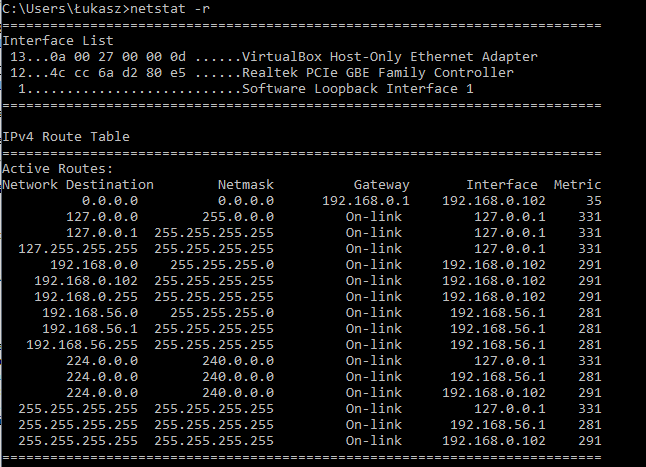 C:\Users\Łukasz>netstat -r
===========================================================================
Interface List
 13...0a 00 27 00 00 0d ......VirtualBox Host-Only Ethernet Adapter
 12...4c cc 6a d2 80 e5 ......Realtek PCIe GBE Family Controller
  1...........................Software Loopback Interface 1
===========================================================================

IPv4 Route Table
===========================================================================
Active Routes:
Network Destination        Netmask          Gateway       Interface  Metric
          0.0.0.0          0.0.0.0      192.168.0.1    192.168.0.102     35
        127.0.0.0        255.0.0.0         On-link         127.0.0.1    331
        127.0.0.1  255.255.255.255         On-link         127.0.0.1    331
  127.255.255.255  255.255.255.255         On-link         127.0.0.1    331
      192.168.0.0    255.255.255.0         On-link     192.168.0.102    291
    192.168.0.102  255.255.255.255         On-link     192.168.0.102    291
    192.168.0.255  255.255.255.255         On-link     192.168.0.102    291
     192.168.56.0    255.255.255.0         On-link      192.168.56.1    281
     192.168.56.1  255.255.255.255         On-link      192.168.56.1    281
   192.168.56.255  255.255.255.255         On-link      192.168.56.1    281
        224.0.0.0        240.0.0.0         On-link         127.0.0.1    331
        224.0.0.0        240.0.0.0         On-link      192.168.56.1    281
        224.0.0.0        240.0.0.0         On-link     192.168.0.102    291
  255.255.255.255  255.255.255.255         On-link         127.0.0.1    331
  255.255.255.255  255.255.255.255         On-link      192.168.56.1    281
  255.255.255.255  255.255.255.255         On-link     192.168.0.102    291
===========================================================================